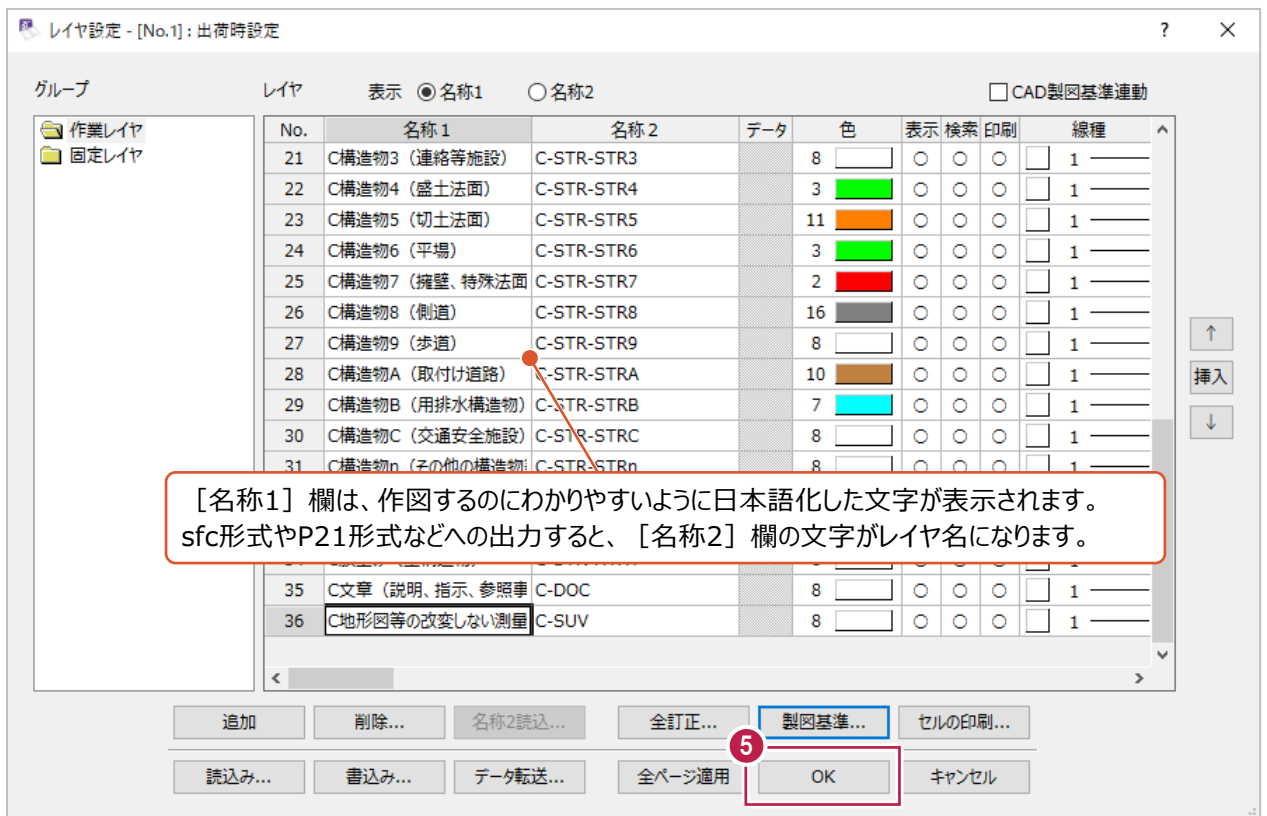 レイヤ設定 - [No.1] : 出荷時設定 ? ×
グループ レイヤ 表示 名称1 名称2 CAD製図基準連動
作業レイヤ
固定レイヤ
No. 名称1 名称2 データ 色 表示 検索 印刷 線種
21 C構造物3（連絡等施設） C-STR-STR3 8 ○ ○ ○ 1
22 C構造物4（盛土法面） C-STR-STR4 3 ○ ○ ○ 1
23 C構造物5（切土法面） C-STR-STR5 11 ○ ○ ○ 1
24 C構造物6（平場） C-STR-STR6 3 ○ ○ ○ 1
25 C構造物7（擁壁、特殊法面 C-STR-STR7 2 ○ ○ ○ 1
26 C構造物8（側道） C-STR-STR8 16 ○ ○ ○ 1
27 C構造物9（歩道） C-STR-STR9 8 ○ ○ ○ 1
28 C構造物A（取付け道路） C-STR-STRA 10 ○ ○ ○ 1
29 C構造物B（用排水構造物） C-STR-STRB 7 ○ ○ ○ 1
30 C構造物C（交通安全施設） C-STR-STRC 8 ○ ○ ○ 1
31 C構造物n（その他の構造物 C-STR-STRn 8 ○ ○ ○ 1
［名称1］欄は、作図するのにわかりやすいように日本語化した文字が表示されます。
sfc形式やP21形式などへの出力すると、［名称2］欄の文字がレイヤ名になります。
35 C文章（説明、指示、参照事 C-DOC 8 ○ ○ ○ 1
36 C地形図等の改変しない測量 C-SUV 8 ○ ○ ○ 1
↑
挿入
↓
追加 削除... 名称2読込... 全訂正... 製図基準... セルの印刷...
5
読込み... 書込み... データ転送... 全ページ適用 OK キャンセル